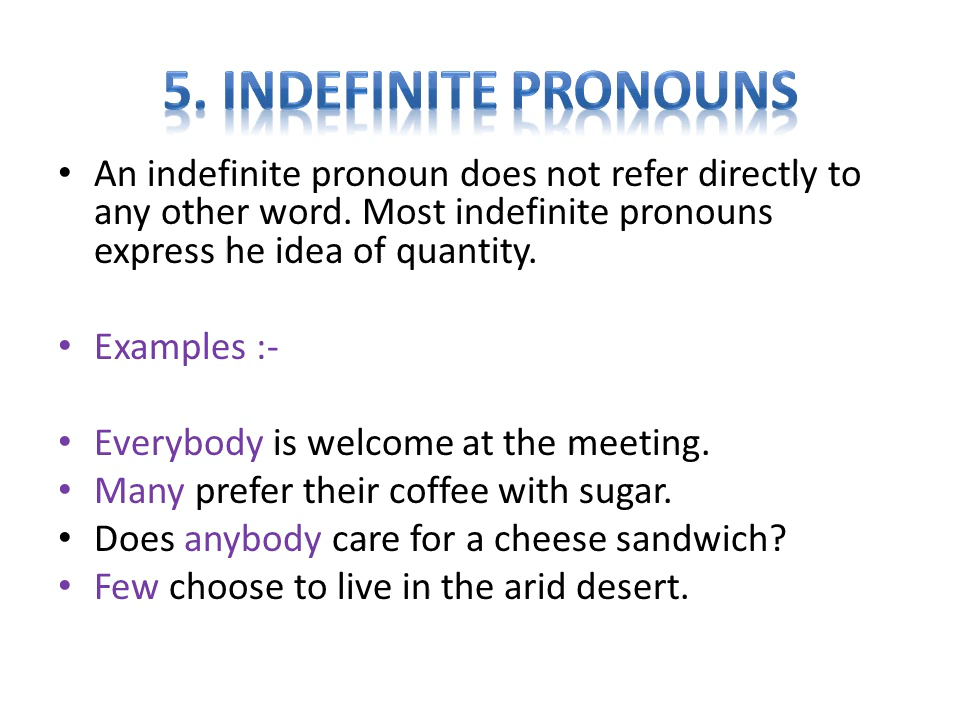 5. INDEFINITE PRONOUNS
• An indefinite pronoun does not refer directly to
any other word. Most indefinite pronouns
express he idea of quantity.
• Examples :-
• Everybody is welcome at the meeting.
• Many prefer their coffee with sugar.
• Does anybody care for a cheese sandwich?
• Few choose to live in the arid desert.